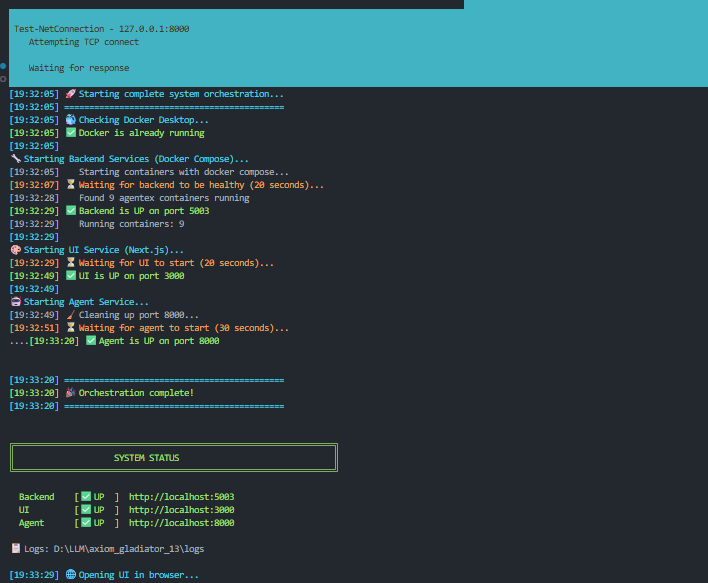 Test-NetConnection - 127.0.0.1:8000
Attempting TCP connect
Waiting for response
[19:32:05] 🚀 Starting complete system orchestration...
[19:32:05] ============================================
[19:32:05] 🐳 Checking Docker Desktop...
[19:32:05] ✅ Docker is already running
[19:32:05]
🔧 Starting Backend Services (Docker Compose)...
[19:32:05] Starting containers with docker compose...
[19:32:07] ⏳ Waiting for backend to be healthy (20 seconds)...
[19:32:28] Found 9 agentex containers running
[19:32:29] ✅ Backend is UP on port 5003
[19:32:29] Running containers: 9
[19:32:29]
🎨 Starting UI Service (Next.js)...
[19:32:29] ⏳ Waiting for UI to start (20 seconds)...
[19:32:49] ✅ UI is UP on port 3000
[19:32:49]
🤖 Starting Agent Service...
[19:32:49] 🧹 Cleaning up port 8000...
[19:32:51] ⏳ Waiting for agent to start (30 seconds)...
....[19:33:20] ✅ Agent is UP on port 8000
[19:33:20] ============================================
[19:33:20] 🎉 Orchestration complete!
[19:33:20] ============================================
SYSTEM STATUS
Backend [ ✅ UP ] http://localhost:5003
UI [ ✅ UP ] http://localhost:3000
Agent [ ✅ UP ] http://localhost:8000
📋 Logs: D:\LLM\axiom_gladiator_13\logs
[19:33:29] 🌐 Opening UI in browser...